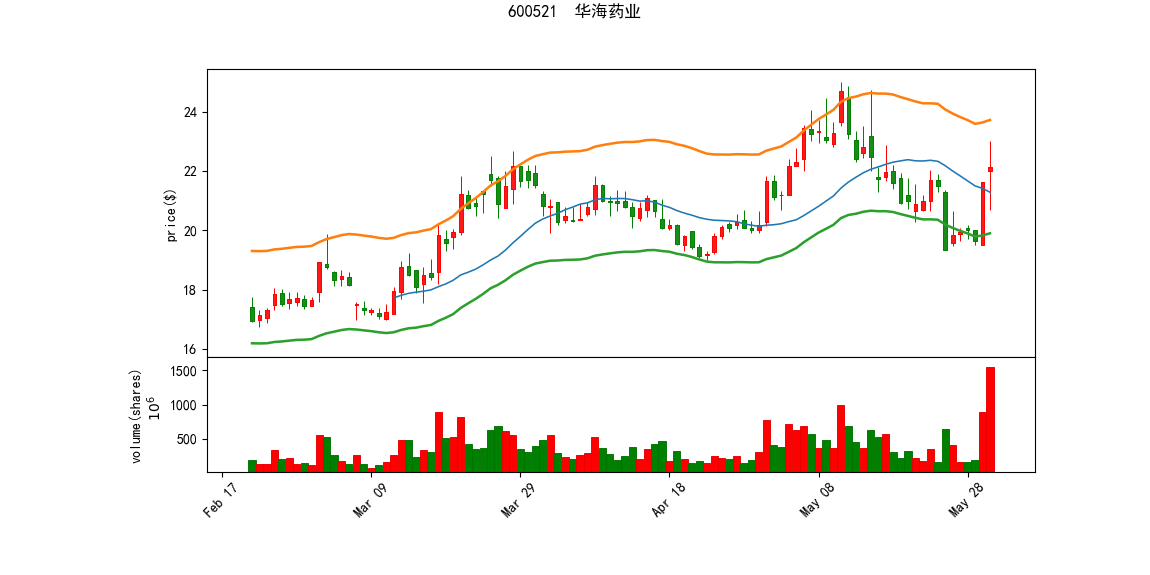 600521 华海药业
price($)
24
22
20
18
16
volume(shares)
10^6
1500
1000
500
Feb 17
Mar 09
Mar 29
Apr 18
May 08
May 28